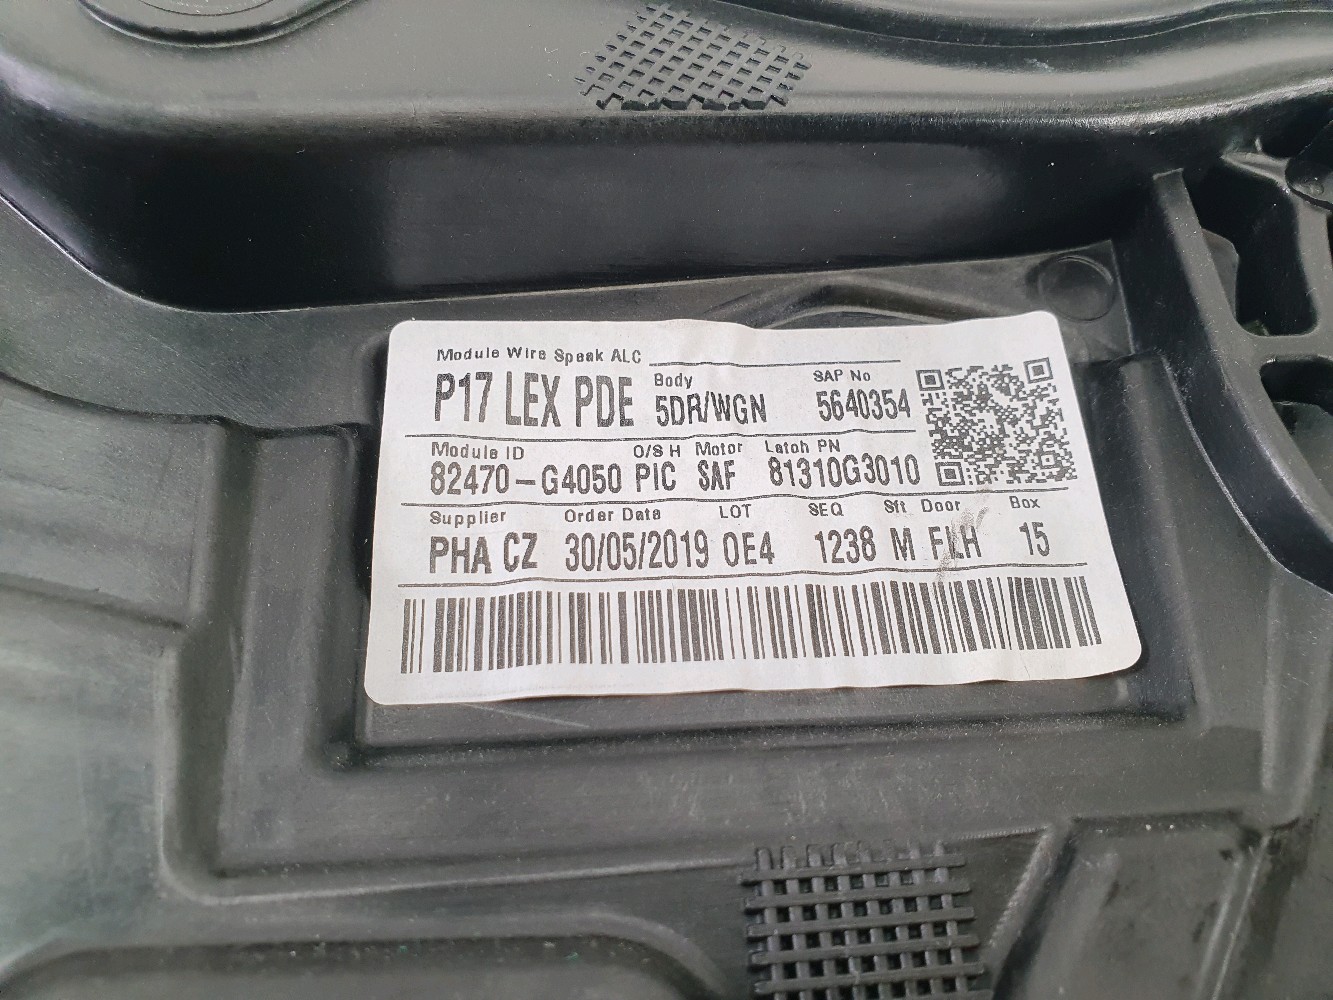 Module Wire Speak ALC
P17 LEX PDE
Body
5DR/WGN
SAP No
5640354
Module ID O/S H Motor Latch PN
82470-G4050 PIC SAF 81310G3010
Supplier Order Date LOT SEQ Sft Door Box
PHA CZ 30/05/2019 0E4 1238 M FLH 15